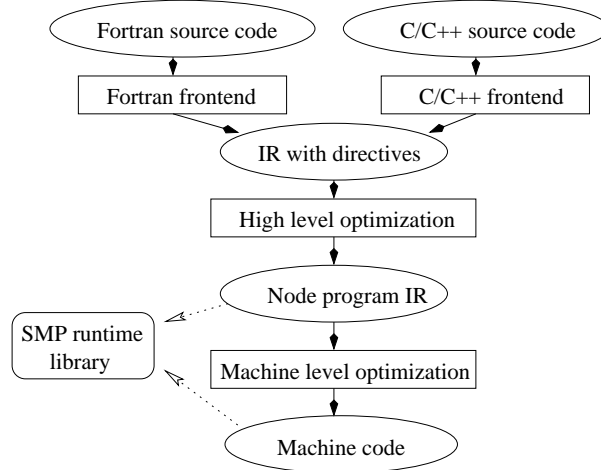 Fortran source code
C/C++ source code
Fortran frontend
C/C++ frontend
IR with directives
High level optimization
Node program IR
SMP runtime
library
Machine level optimization
Machine code